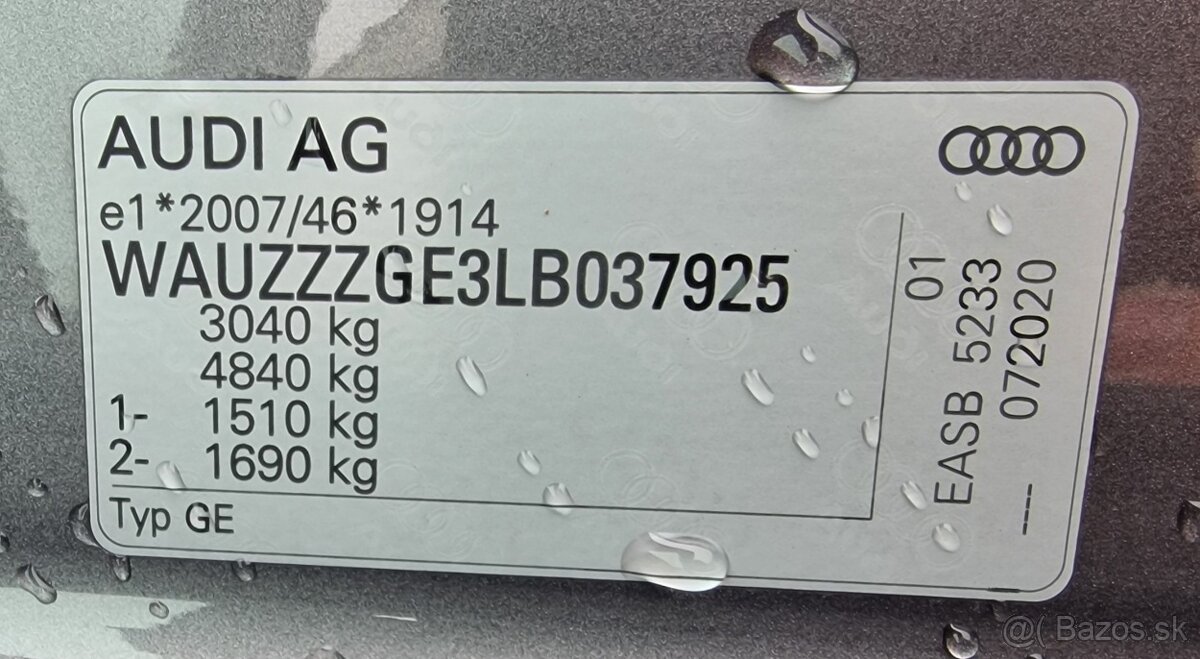 AUDI AG
e1*2007/46*1914
WAUZZZGE3LB037925
3040 kg
4840 kg
1- 1510 kg
2- 1690 kg
Typ GE
01
EASB 5233
---- 072020
@( Bazos.sk